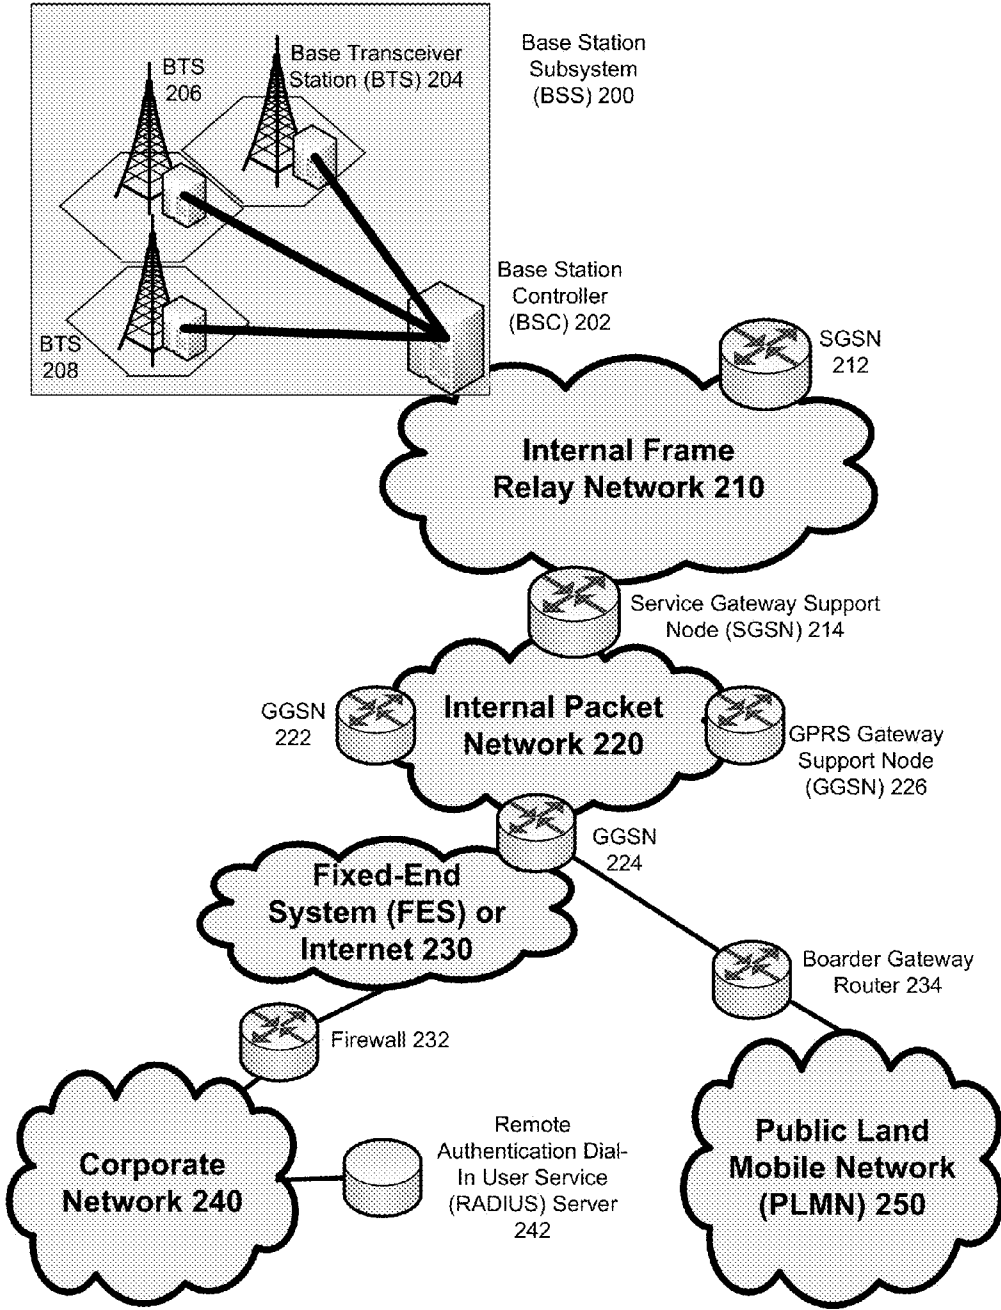 BTS
206
Base Transceiver
Station (BTS) 204
Base Station
Subsystem
(BSS) 200
Base Station
Controller
(BSC) 202
BTS
208
SGSN
212
Internal Frame
Relay Network 210
Service Gateway Support
Node (SGSN) 214
GGSN
222
Internal Packet
Network 220
GPRS Gateway
Support Node
(GGSN) 226
GGSN
224
Fixed-End
System (FES) or
Internet 230
Boarder Gateway
Router 234
Firewall 232
Corporate
Network 240
Remote
Authentication Dial-
In User Service
(RADIUS) Server
242
Public Land
Mobile Network
(PLMN) 250